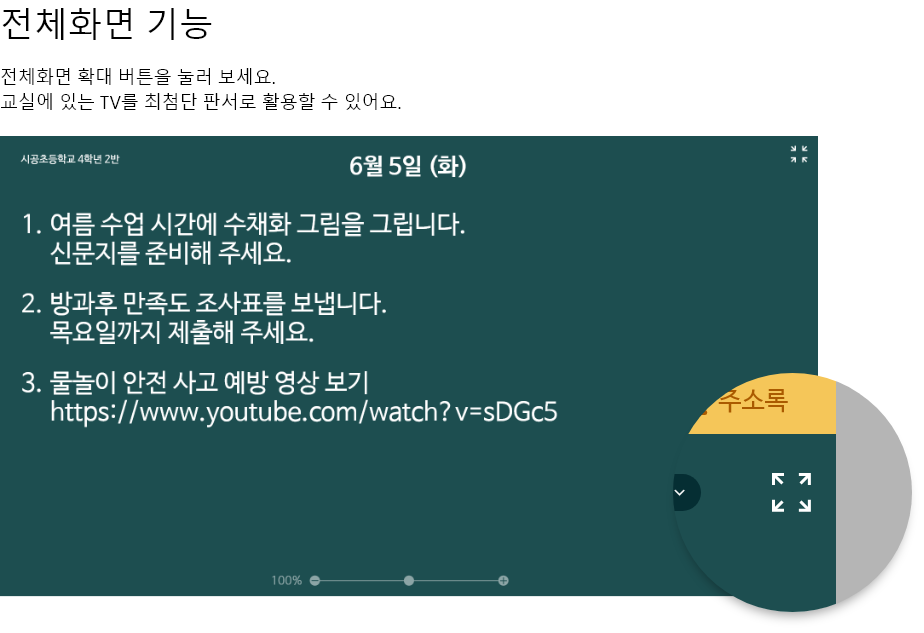 전체화면 기능
전체화면 확대 버튼을 눌러 보세요.
교실에 있는 TV를 최첨단 판서로 활용할 수 있어요.
시공초등학교 4학년 2반
6월 5일 (화)
1. 여름 수업 시간에 수채화 그림을 그립니다.
신문지를 준비해 주세요.
2. 방과후 만족도 조사표를 보냅니다.
목요일까지 제출해 주세요.
3. 물놀이 안전 사고 예방 영상 보기
https://www.youtube.com/watch?v=sDGc5
주소록
100%